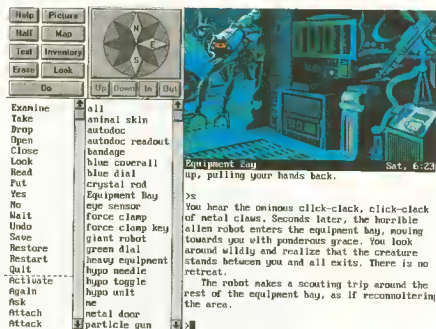 Help Picture
Half Map
Text Inventory
Erase Look
Do
N
E
S
Up Down In Out
Examine
Take
Drop
Open
Close
Look
Read
Put
Yes
No
Wait
Undo
Save
Restore
Restart
Quit
Activate
Again
Ask
Attach
Attack
all
animal skin
autodoc
autodoc readout
bandage
blue coverall
blue dial
crystal rod
Equipment Bay
eye sensor
force clamp
force clamp key
giant robot
green dial
heavy equipment
hypo needle
hypo toggle
hypo unit
me
metal door
particle gun
Equipment Bay Sat, 6:23
up, pulling your hands back.
>s
You hear the ominous click-clack, click-clack
of metal claws. Seconds later, the horrible
alien robot enters the equipment bay, moving
towards you with ponderous grace. You look
around wildly and realize that the creature
stands between you and all exits. There is no
retreat.
The robot makes a scouting trip around the
rest of the equipment bay, as if reconnoitering
the area.
>